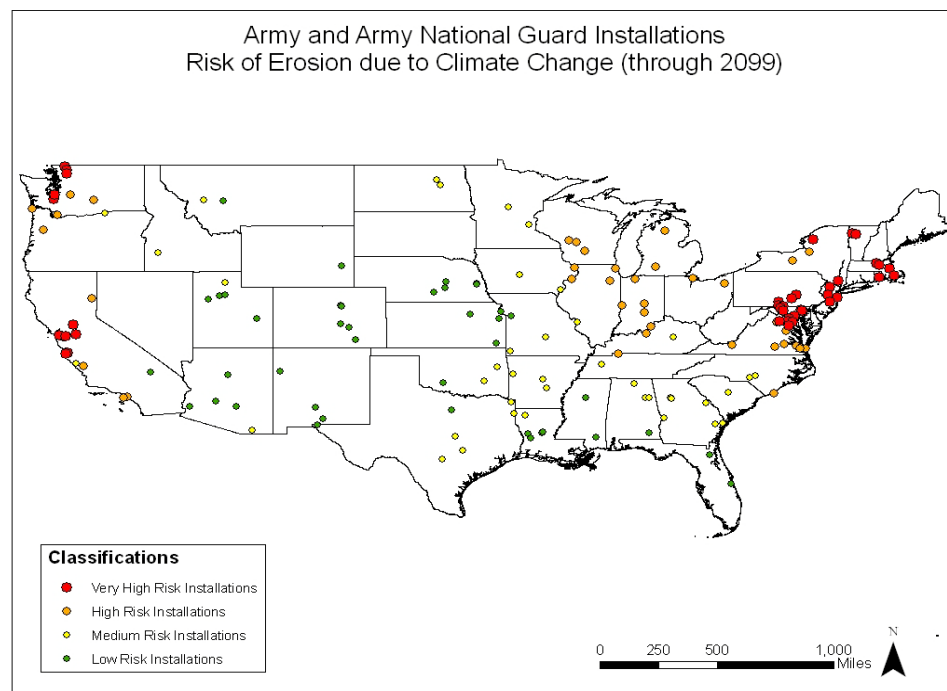 Army and Army National Guard Installations
Risk of Erosion due to Climate Change (through 2099)
Classifications
Very High Risk Installations
High Risk Installations
Medium Risk Installations
Low Risk Installations
N
0 250 500 1,000
Miles